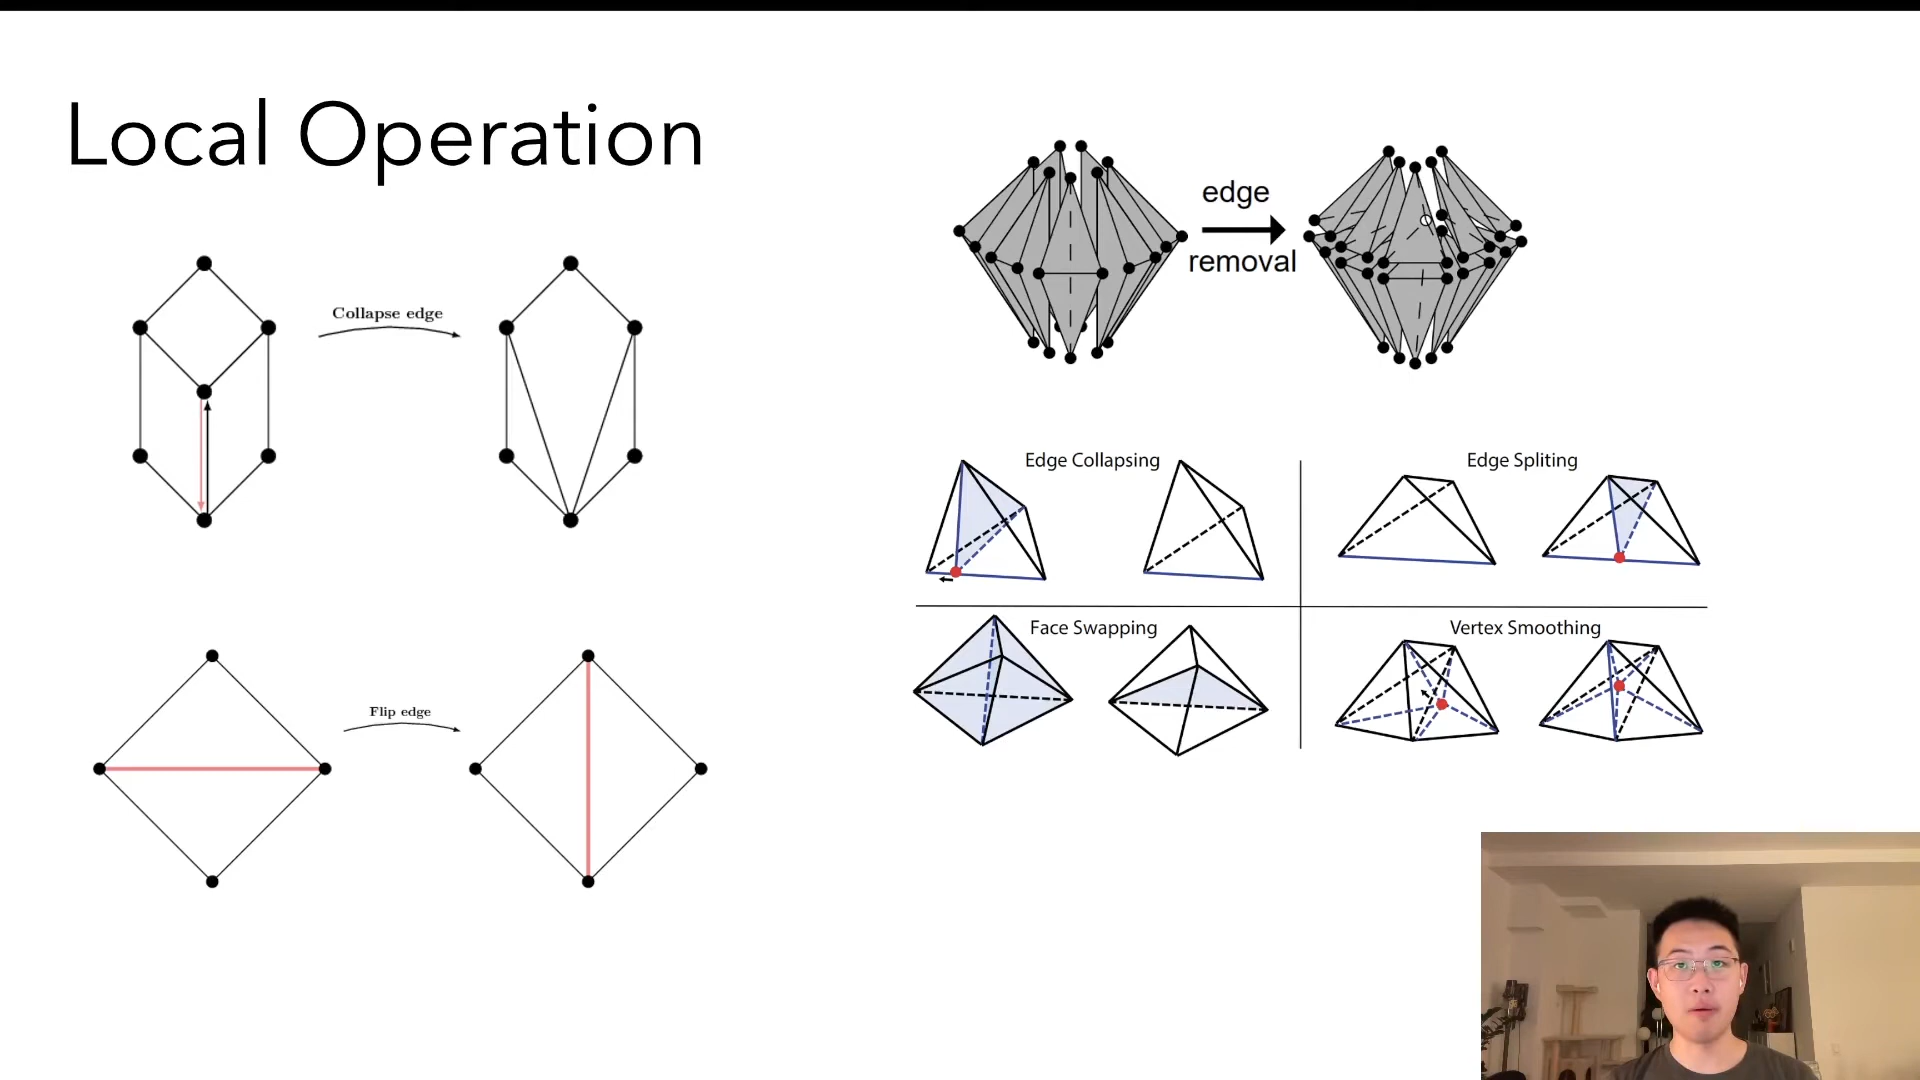 Local Operation
Collapse edge
Flip edge
edge
removal
Edge Collapsing
Edge Spliting
Face Swapping
Vertex Smoothing